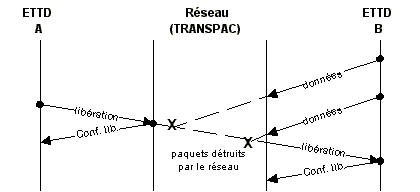 ETTD
A
Réseau
(TRANSPAC)
ETTD
B
données
données
libération
Conf. lib.
X
X
paquets détruits
par le réseau
libération
Conf. lib.